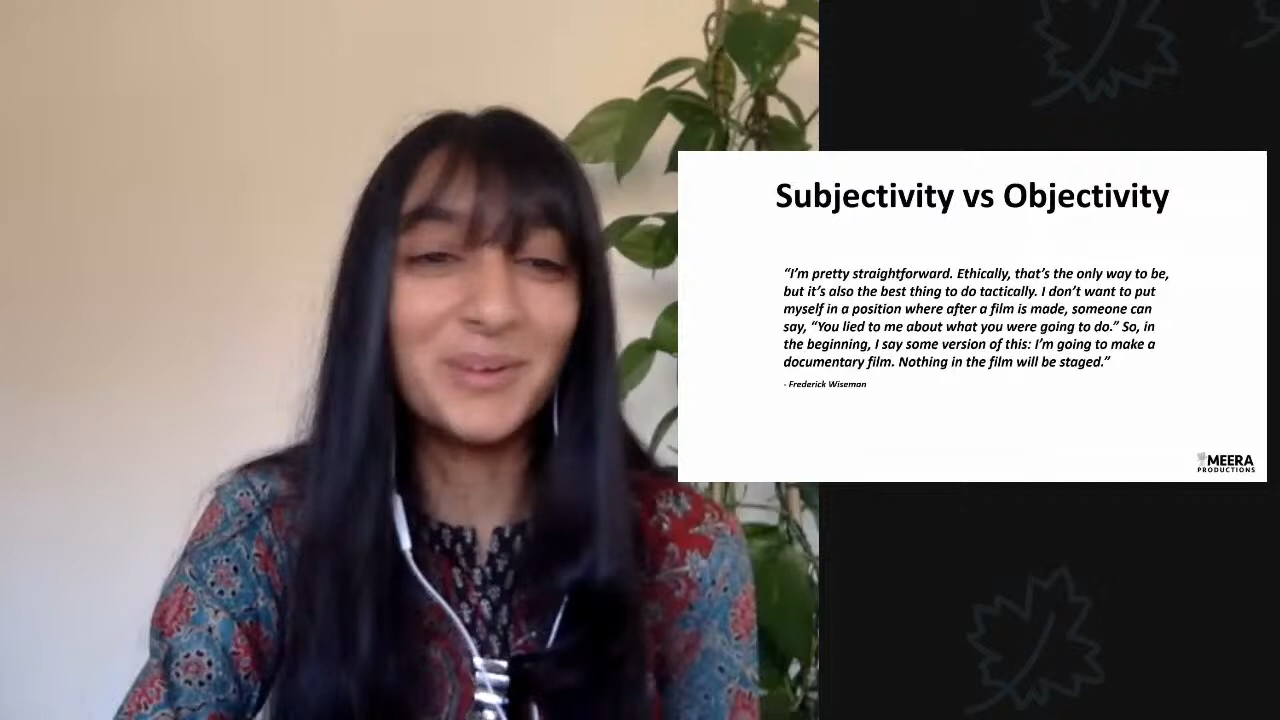 Subjectivity vs Objectivity
“I’m pretty straightforward. Ethically, that’s the only way to be,
but it’s also the best thing to do tactically. I don’t want to put
myself in a position where after a film is made, someone can
say, “You lied to me about what you were going to do.” So, in
the beginning, I say some version of this: I’m going to make a
documentary film. Nothing in the film will be staged.”
- Frederick Wiseman
MEERA
PRODUCTIONS